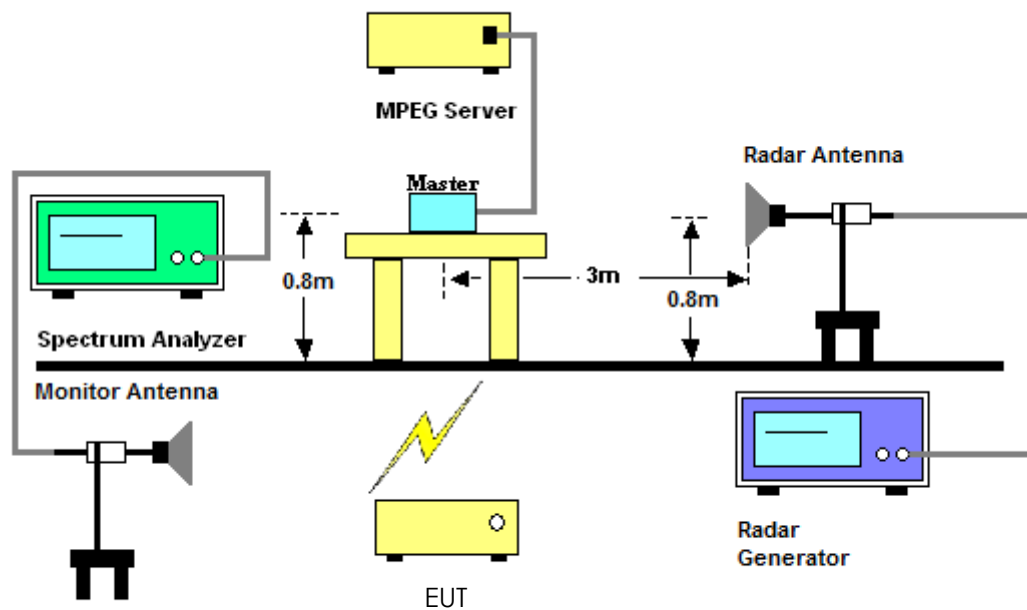 MPEG Server
Master
Radar Antenna
0.8m
3m
0.8m
Spectrum Analyzer
Monitor Antenna
Radar
Generator
EUT